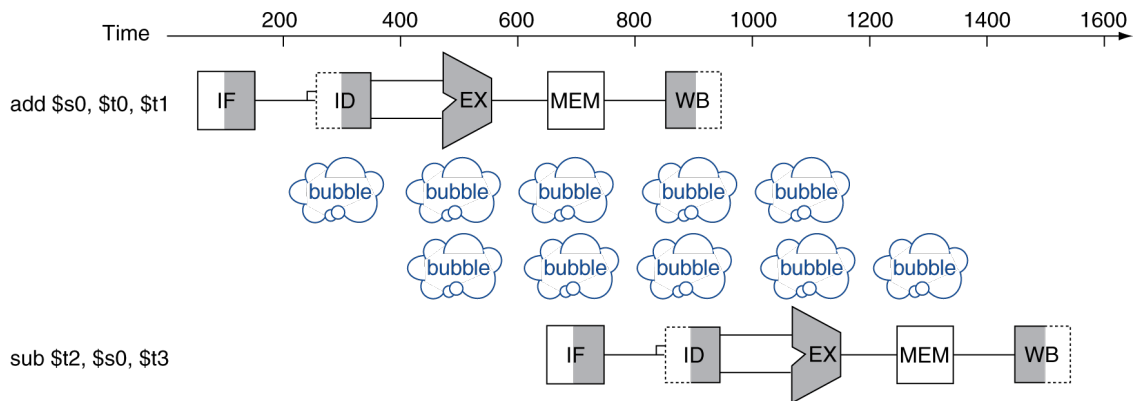 Time 200 400 600 800 1000 1200 1400 1600
add $s0, $t0, $t1 IF ID EX MEM WB
bubble bubble bubble bubble bubble
bubble bubble bubble bubble bubble
sub $t2, $s0, $t3 IF ID EX MEM WB